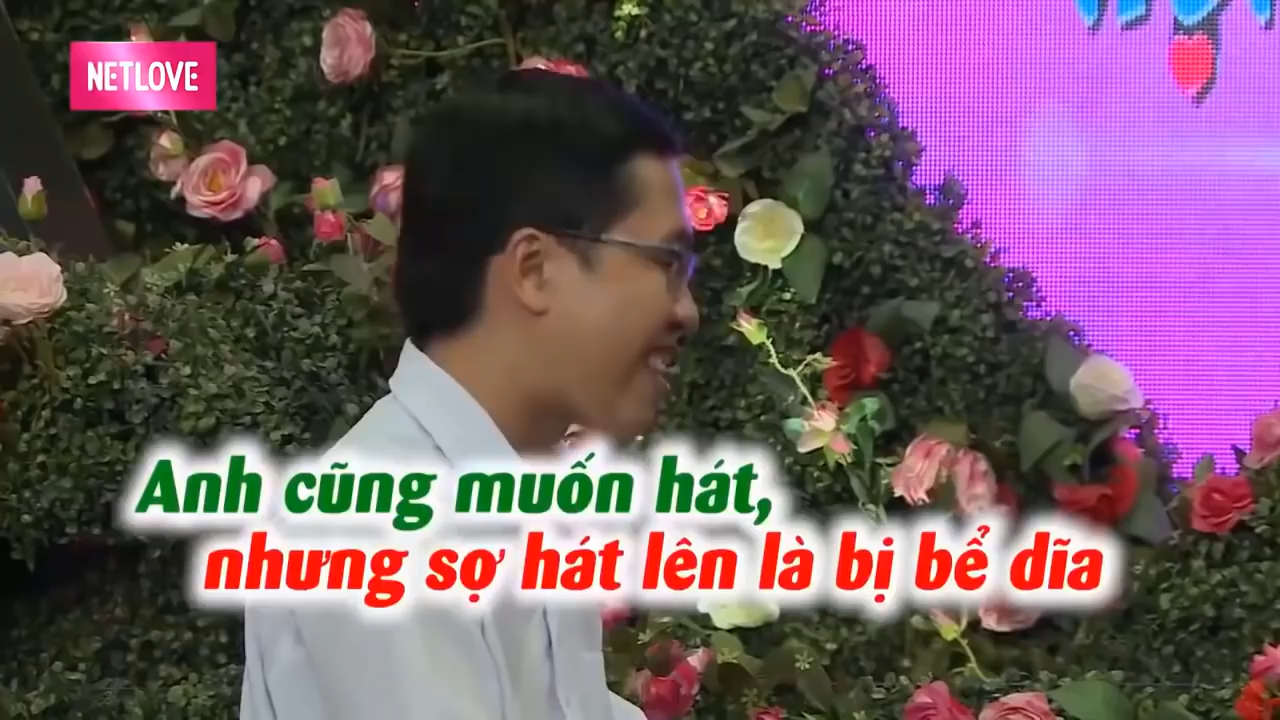 NETLOVE
Anh cũng muốn hát,
nhưng sợ hát lên là bị bể dĩa